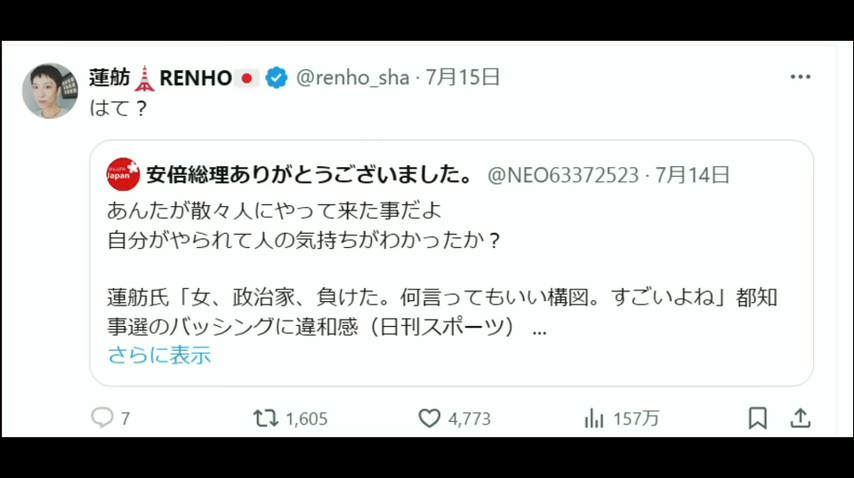 蓮舫🗼RENHO🇯🇵 @renho_sha · 7月15日
はて？
安倍総理ありがとうございました。 @NEO63372523 · 7月14日
あんたが散々人にやって来た事だよ
自分がやられて人の気持ちがわかったか？
蓮舫氏「女、政治家、負けた。何言ってもいい構図。すごいよね」都知
事選のバッシングに違和感（日刊スポーツ） ...
さらに表示
7 1,605 4,773 157万